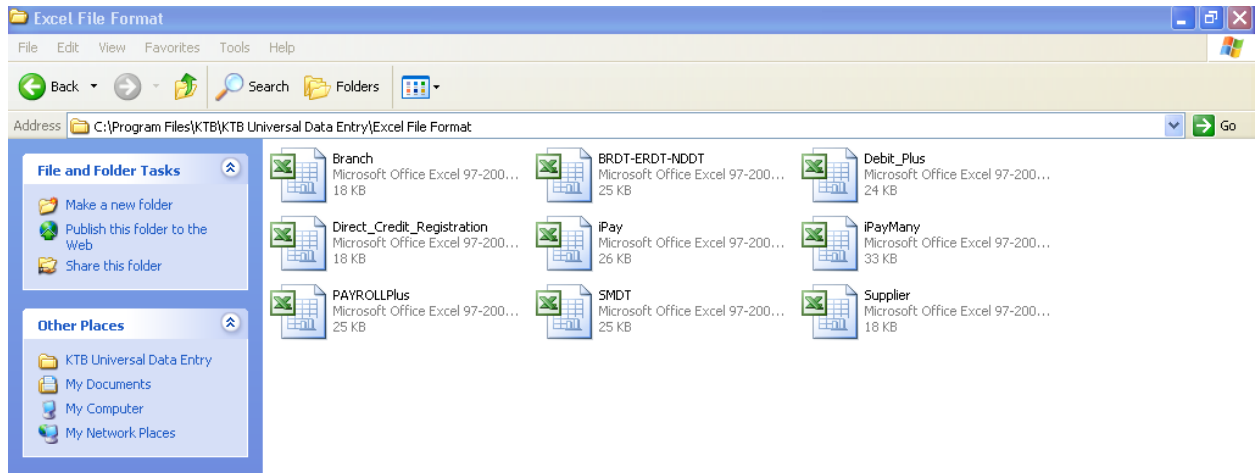 Excel File Format
File Edit View Favorites Tools Help
Back Search Folders
Address C:\Program Files\KTB\KTB Universal Data Entry\Excel File Format Go
File and Folder Tasks
Make a new folder
Publish this folder to the
Web
Share this folder
Other Places
KTB Universal Data Entry
My Documents
My Computer
My Network Places
Branch
Microsoft Office Excel 97-200...
18 KB
BRDT-ERDT-NDDT
Microsoft Office Excel 97-200...
25 KB
Debit_Plus
Microsoft Office Excel 97-200...
24 KB
Direct_Credit_Registration
Microsoft Office Excel 97-200...
18 KB
iPay
Microsoft Office Excel 97-200...
26 KB
iPayMany
Microsoft Office Excel 97-200...
33 KB
PAYROLLPlus
Microsoft Office Excel 97-200...
25 KB
SMDT
Microsoft Office Excel 97-200...
25 KB
Supplier
Microsoft Office Excel 97-200...
18 KB